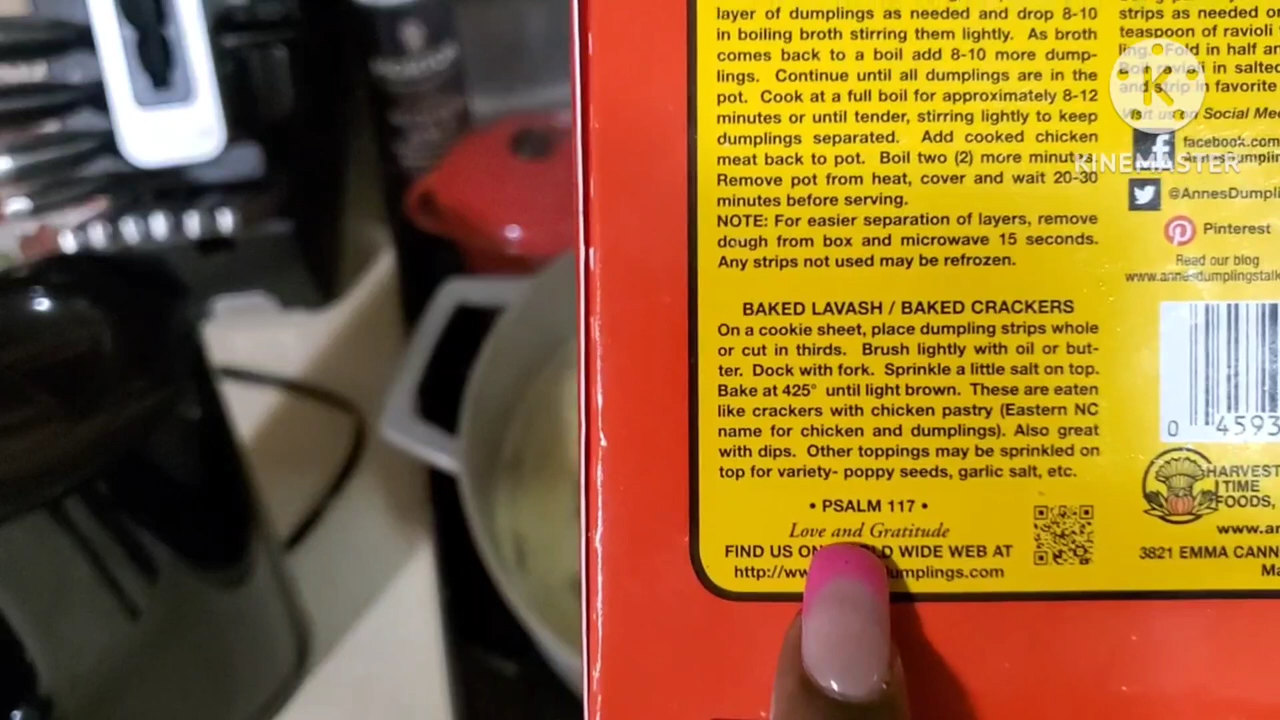 layer of dumplings as needed and drop 8-10
in boiling broth stirring them lightly. As broth
comes back to a boil add 8-10 more dump-
lings. Continue until all dumplings are in the
pot. Cook at a full boil for approximately 8-12
minutes or until tender, stirring lightly to keep
dumplings separated. Add cooked chicken
meat back to pot. Boil two (2) more minutes.
Remove pot from heat, cover and wait 20-30
minutes before serving.
NOTE: For easier separation of layers, remove
dough from box and microwave 15 seconds.
Any strips not used may be refrozen.
BAKED LAVASH / BAKED CRACKERS
On a cookie sheet, place dumpling strips whole
or cut in thirds. Brush lightly with oil or but-
ter. Dock with fork. Sprinkle a little salt on top.
Bake at 425° until light brown. These are eaten
like crackers with chicken pastry (Eastern NC
name for chicken and dumplings). Also great
with dips. Other toppings may be sprinkled on
top for variety- poppy seeds, garlic salt, etc.
• PSALM 117 •
Love and Gratitude
FIND US ON D WIDE WEB AT
http://ww umplings.com
strips as needed
teaspoon of ravioli
ling. Fold in half an
Boil ravioli in salted
and strip in favorite
Visit us on Social Me
facebook.com
AnnesDumplin
@AnnesDumpli
Pinterest
Read our blog
www.annesdumplingstalk
0 4593
HARVEST
TIME
FOODS,
www.an
3821 EMMA CANN
Ma
K
KINEMASTER